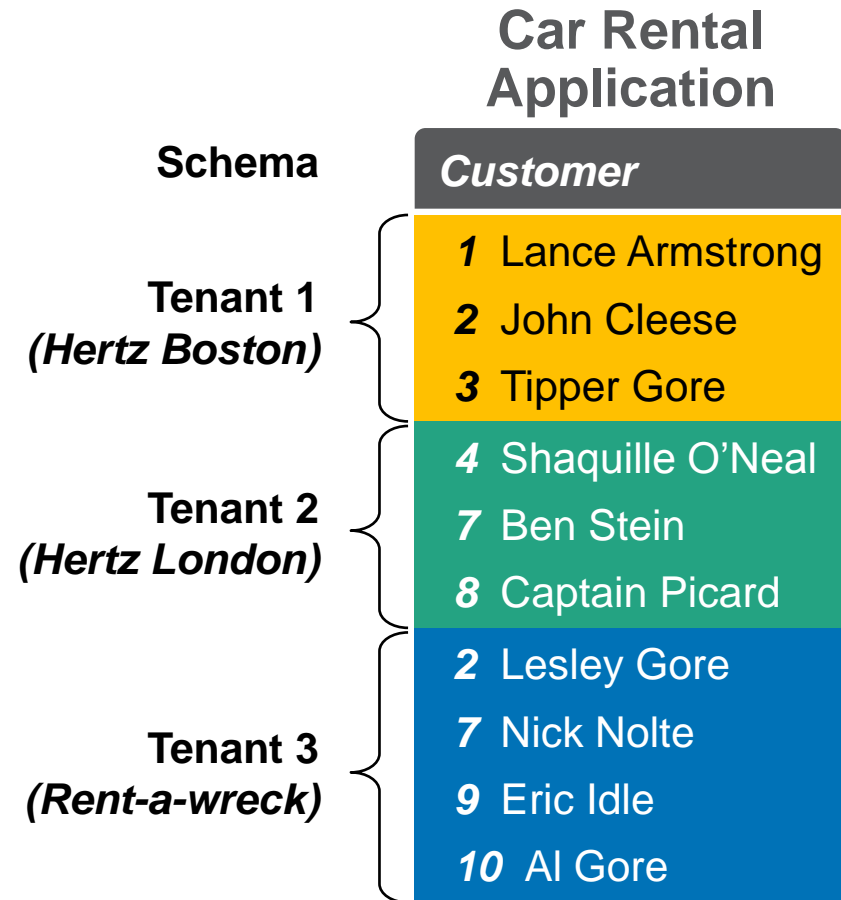 Car Rental
Application
Schema
Customer
Tenant 1
(Hertz Boston)
1 Lance Armstrong
2 John Cleese
3 Tipper Gore
Tenant 2
(Hertz London)
4 Shaquille O’Neal
7 Ben Stein
8 Captain Picard
Tenant 3
(Rent-a-wreck)
2 Lesley Gore
7 Nick Nolte
9 Eric Idle
10 Al Gore